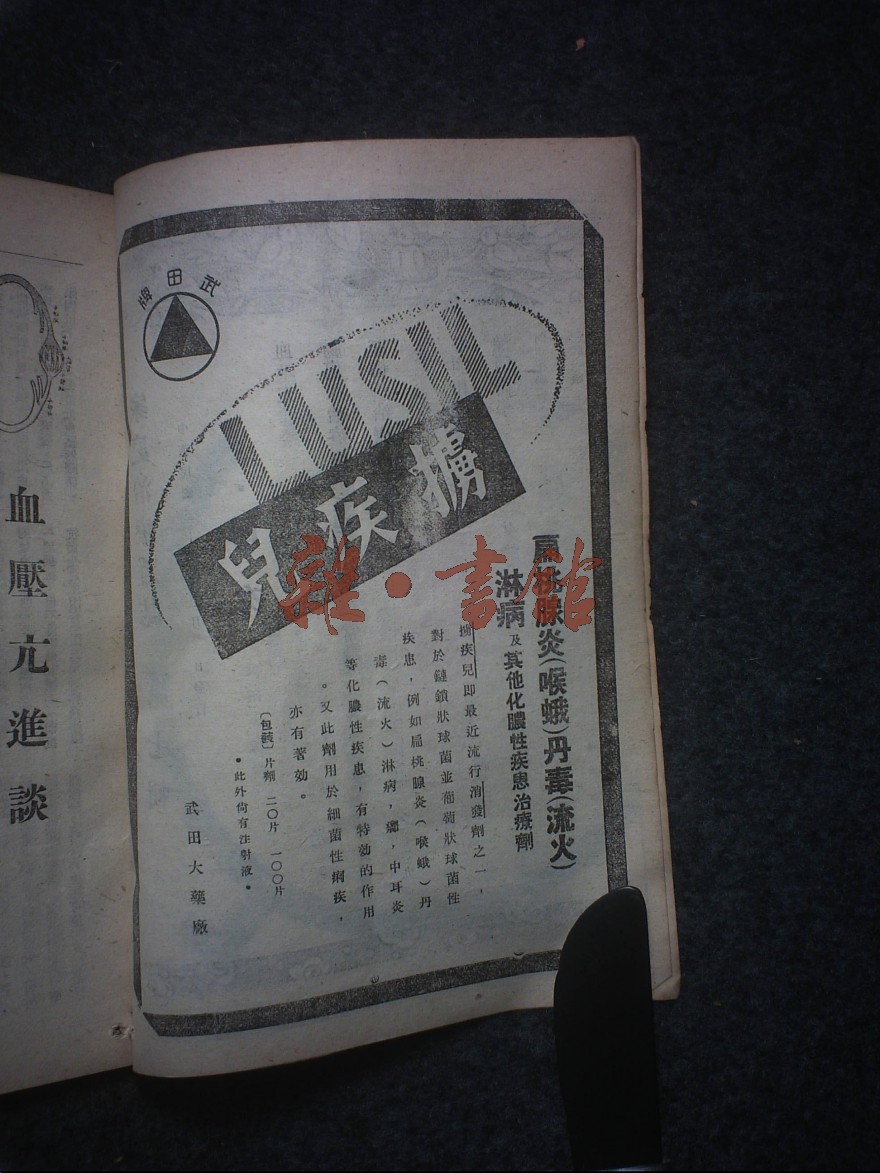 武田牌
LUSIL
擄疾兒
扁桃腺炎(喉蛾)丹毒(流火)
淋病及其他化膿性疾患治療劑
擄疾兒即最近流行消發劑之一，
對於鏈鎖狀球菌並葡萄狀球菌性
疾患，例如扁桃腺炎(喉蛾)丹
毒(流火)淋病，癤，中耳炎
等化膿性疾患，有特効的作用
。又此劑用於細菌性痢疾，
亦有著効。
〔包裝〕片劑 二〇片 一〇〇片
•此外尙有注射液•
武田大藥廠
血壓亢進談
雜·書館